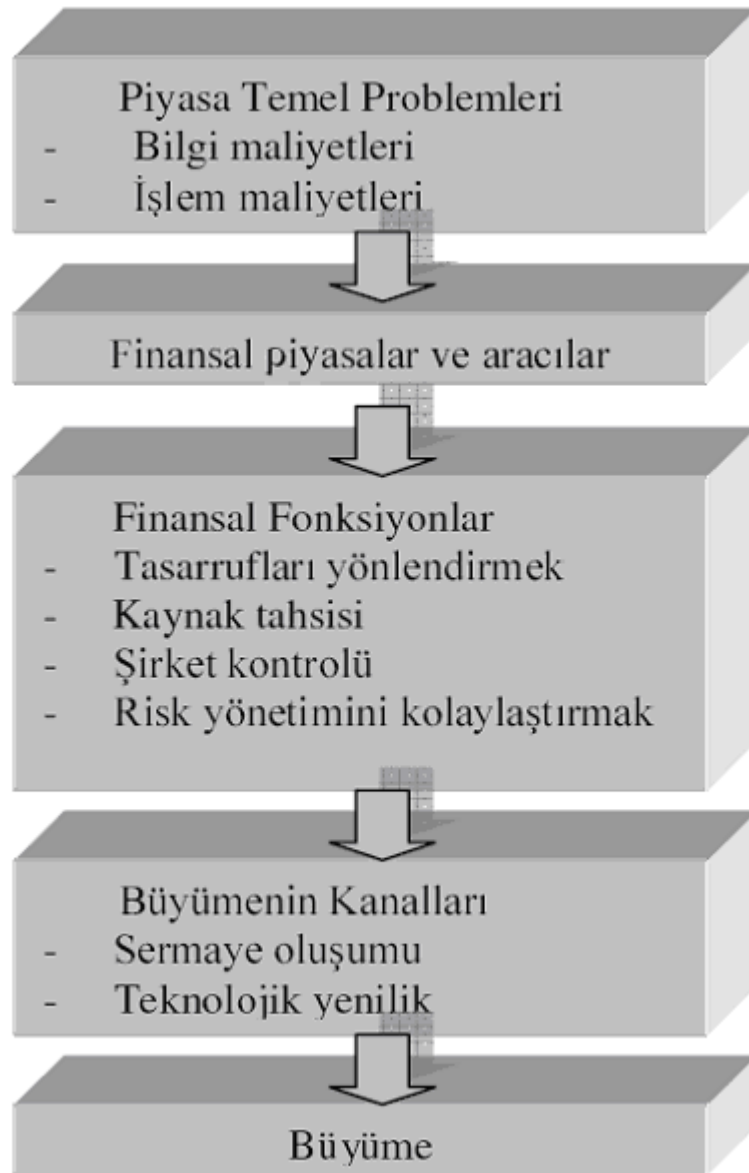 Piyasa Temel Problemleri
- Bilgi maliyetleri
- İşlem maliyetleri
Finansal piyasalar ve aracılar
Finansal Fonksiyonlar
- Tasarrufları yönlendirmek
- Kaynak tahsisi
- Şirket kontrolü
- Risk yönetimini kolaylaştırmak
Büyümenin Kanalları
- Sermaye oluşumu
- Teknolojik yenilik
Büyüme